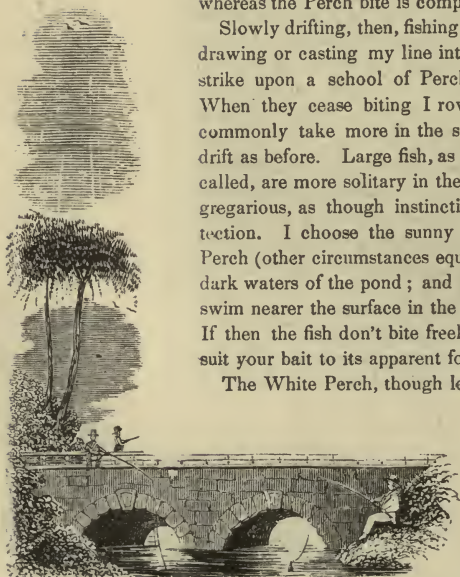 whereas the Perch bite is comp
Slowly drifting, then, fishing
drawing or casting my line int
strike upon a school of Perch
When they cease biting I rov
commonly take more in the s
drift as before. Large fish, as
called, are more solitary in the
gregarious, as though instincti
tection. I choose the sunny
Perch (other circumstances equ
dark waters of the pond ; and
swim nearer the surface in the
If then the fish don't bite freel
suit your bait to its apparent fo
The White Perch, though le